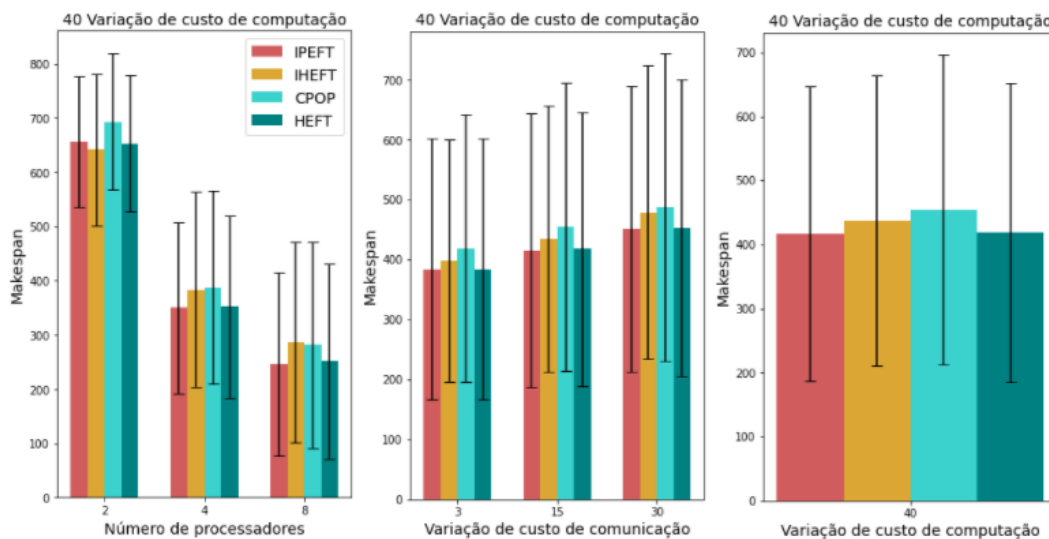 40 Variação de custo de computação
800
700
600
500
400
300
200
100
0
Makespan
2
4
8
Número de processadores
IPEFT
IHEFT
CPOP
HEFT
40 Variação de custo de computação
700
600
500
400
300
200
100
0
Makespan
3
15
30
Variação de custo de comunicação
40 Variação de custo de computação
700
600
500
400
300
200
100
0
Makespan
40
Variação de custo de computação